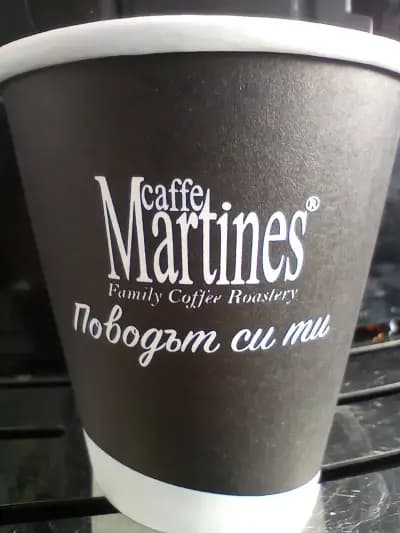 caffe
Martines®
Family Coffee Roastery
Поводът си ти